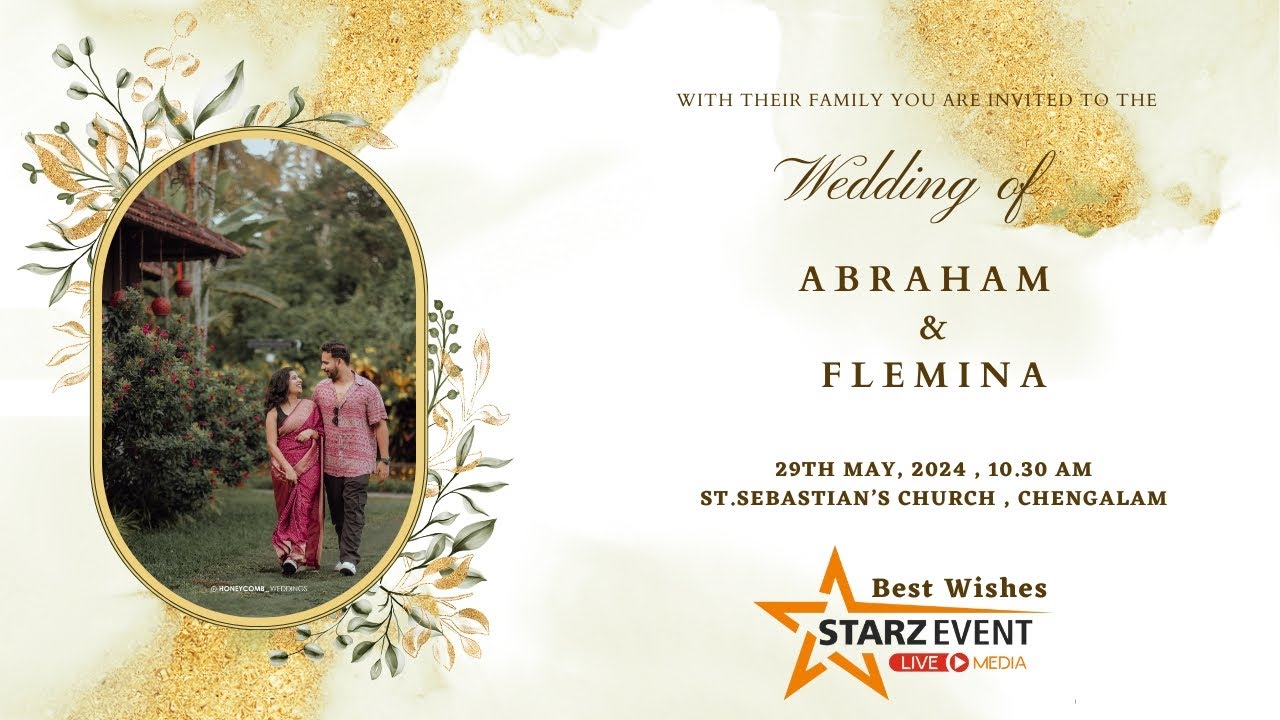 WITH THEIR FAMILY YOU ARE INVITED TO THE
Wedding of
ABRAHAM
&
FLEMINA
29TH MAY, 2024 , 10.30 AM
ST.SEBASTIAN’S CHURCH , CHENGALAM
Best Wishes
STARZ EVENT
LIVE MEDIA
@ HONEYCOMB_WEDDINGS